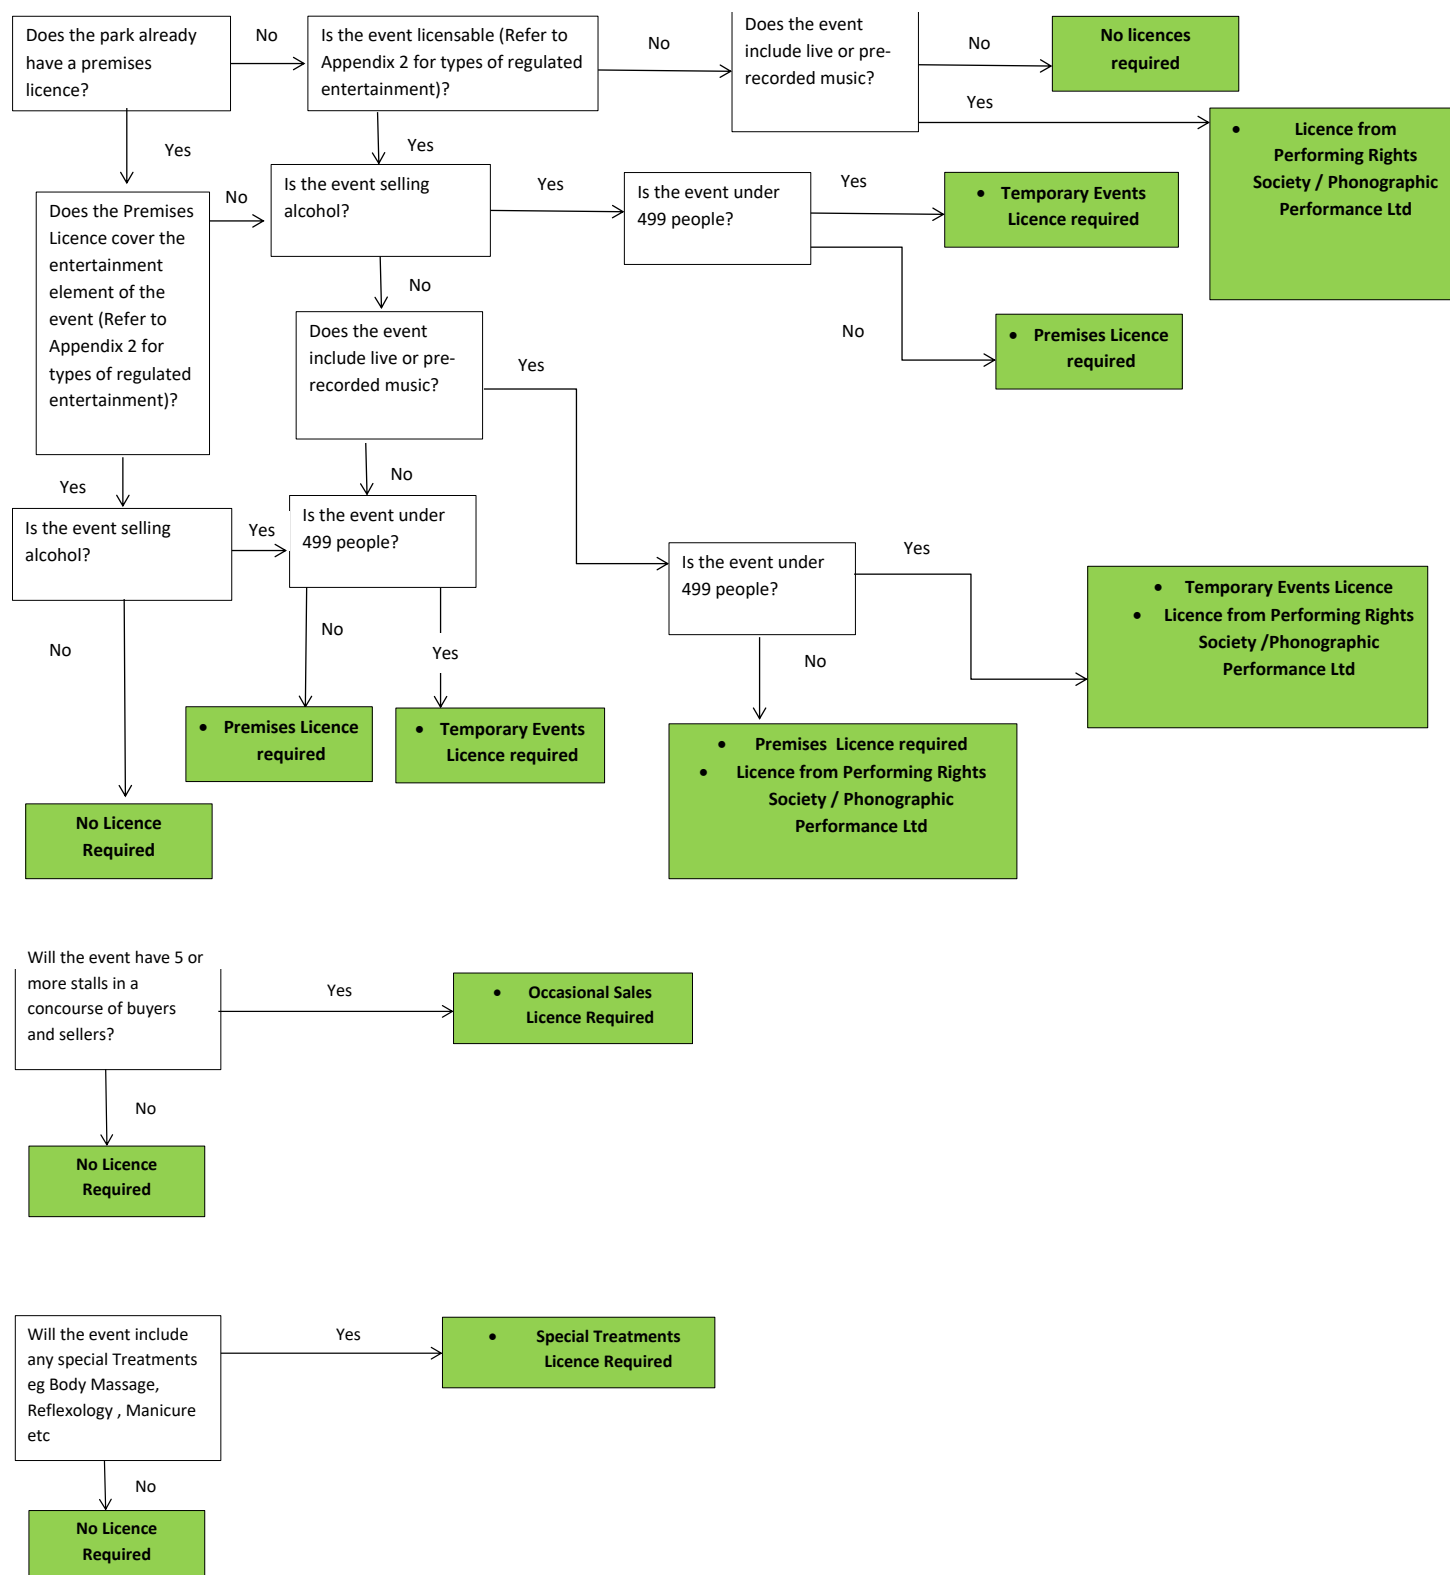 Does the park already
have a premises
licence?
No
Is the event licensable (Refer to
Appendix 2 for types of regulated
entertainment)?
No
Does the event
include live or pre-
recorded music?
No
No licences
required
Yes
• Licence from
Performing Rights
Society / Phonographic
Performance Ltd
Yes
Yes
Does the Premises
Licence cover the
entertainment
element of the
event (Refer to
Appendix 2 for
types of regulated
entertainment)?
No
Is the event selling
alcohol?
Yes
Is the event under
499 people?
Yes
• Temporary Events
Licence required
No
• Premises Licence
required
No
Does the event
include live or pre-
recorded music?
Yes
No
Yes
Is the event selling
alcohol?
Yes
Is the event under
499 people?
Is the event under
499 people?
Yes
• Temporary Events Licence
• Licence from Performing Rights
Society /Phonographic
Performance Ltd
No
No
Yes
No
• Premises Licence
required
• Temporary Events
Licence required
• Premises  Licence required
• Licence from Performing Rights
Society / Phonographic
Performance Ltd
No Licence
Required
Will the event have 5 or
more stalls in a
concourse of buyers
and sellers?
Yes
• Occasional Sales
Licence Required
No
No Licence
Required
Will the event include
any special Treatments
eg Body Massage,
Reflexology , Manicure
etc
Yes
• Special Treatments
Licence Required
No
No Licence
Required